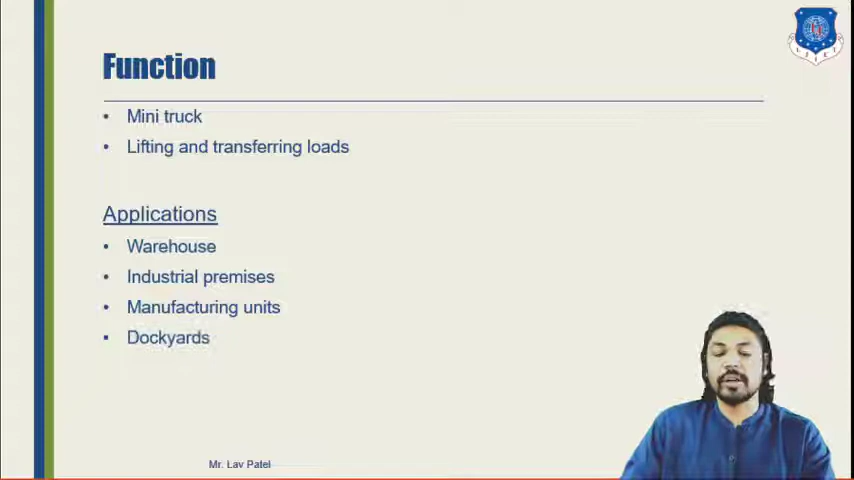 Function
• Mini truck
• Lifting and transferring loads
Applications
• Warehouse
• Industrial premises
• Manufacturing units
• Dockyards
Mr. Lav Patel